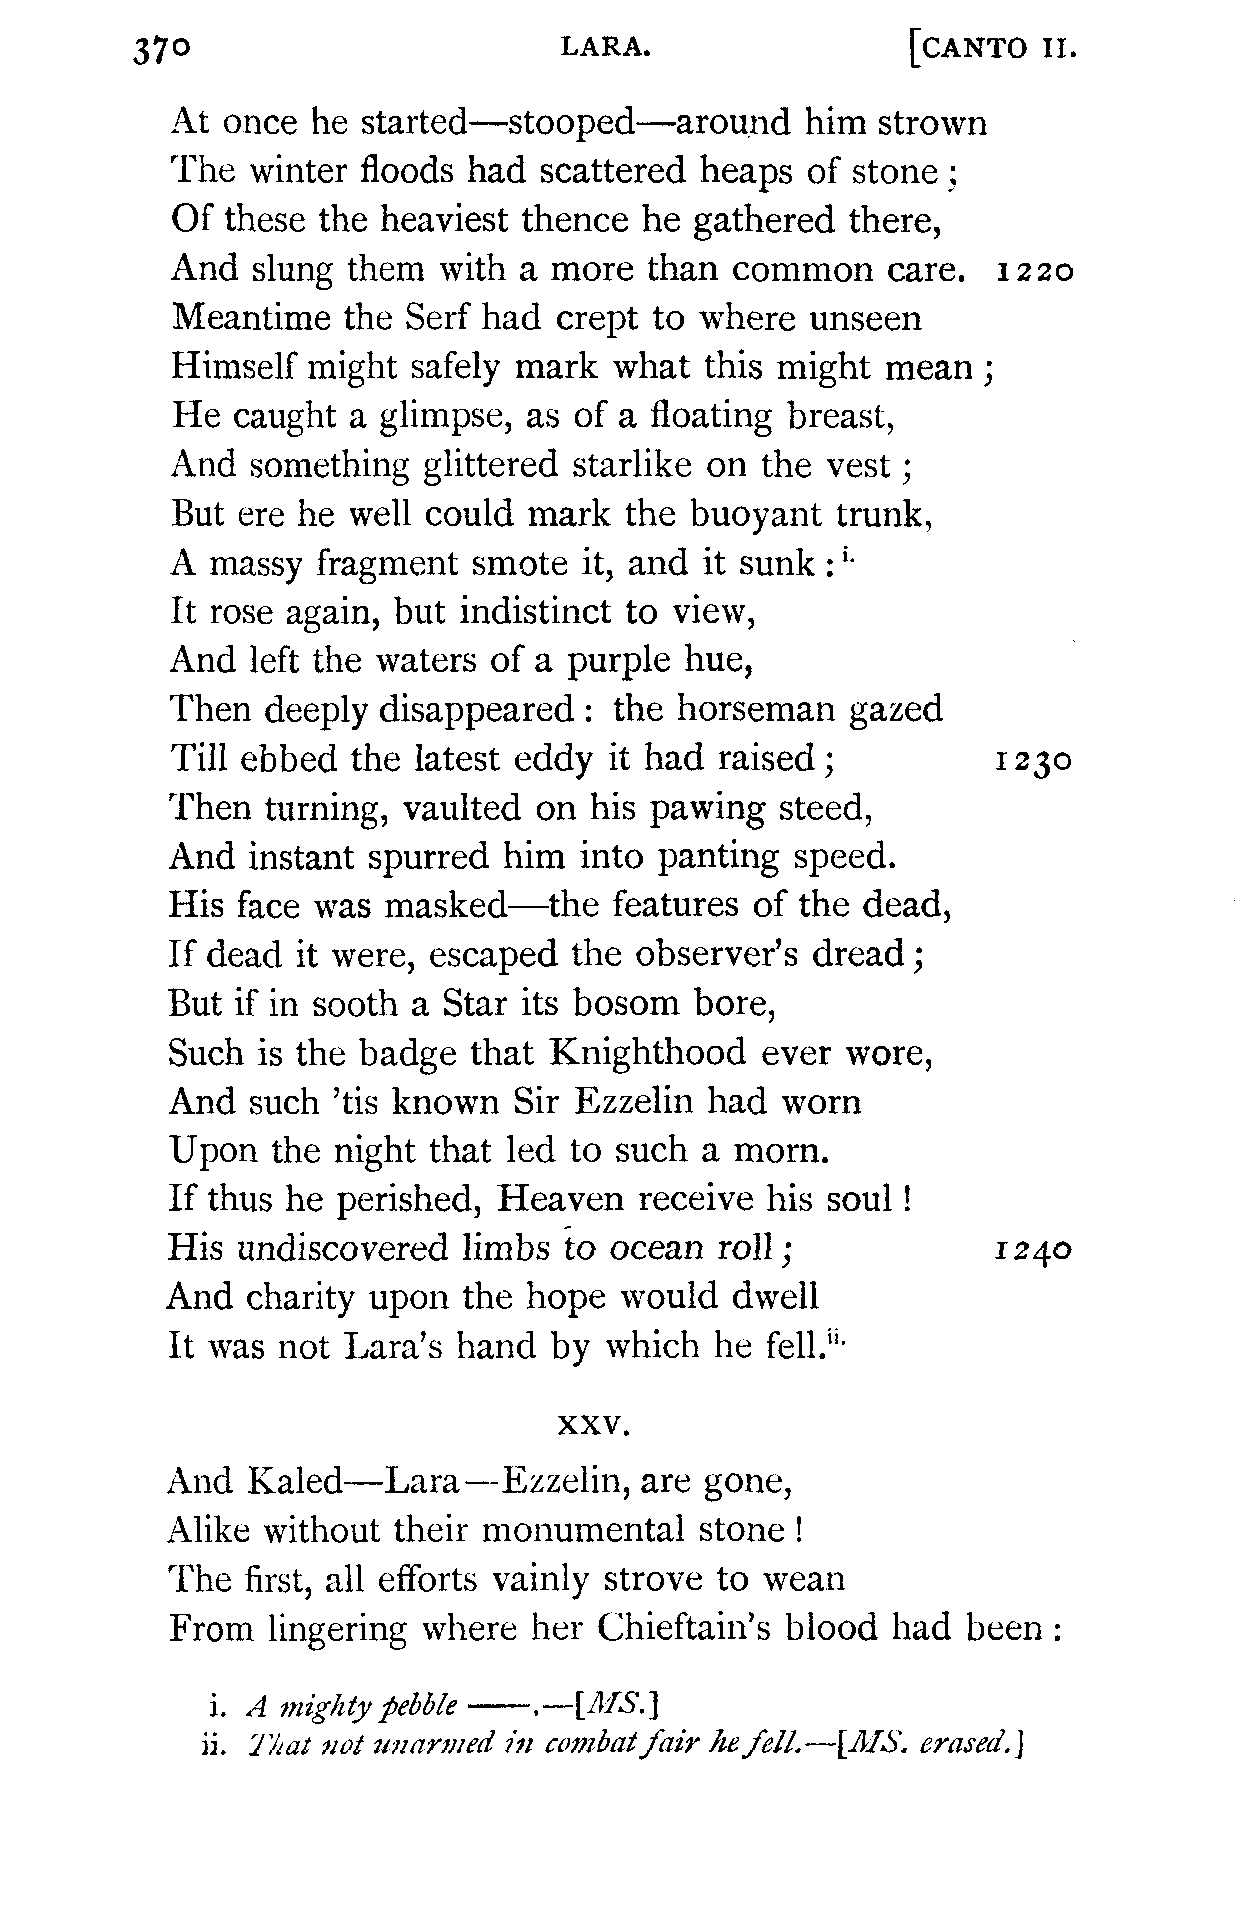 370 LARA. [CANTO II.
At once he started—stooped—around him strown
The winter floods had scattered heaps of stone ;
Of these the heaviest thence he gathered there,
And slung them with a more than common care. 1220
Meantime the Serf had crept to where unseen
Himself might safely mark what this might mean ;
He caught a glimpse, as of a floating breast,
And something glittered starlike on the vest ;
But ere he well could mark the buoyant trunk,
A massy fragment smote it, and it sunk : i.
It rose again, but indistinct to view,
And left the waters of a purple hue,
Then deeply disappeared : the horseman gazed
Till ebbed the latest eddy it had raised ; 1230
Then turning, vaulted on his pawing steed,
And instant spurred him into panting speed.
His face was masked—the features of the dead,
If dead it were, escaped the observer's dread ;
But if in sooth a Star its bosom bore,
Such is the badge that Knighthood ever wore,
And such 'tis known Sir Ezzelin had worn
Upon the night that led to such a morn.
If thus he perished, Heaven receive his soul !
His undiscovered limbs to ocean roll ; 1240
And charity upon the hope would dwell
It was not Lara's hand by which he fell.ii.
XXV.
And Kaled—Lara—Ezzelin, are gone,
Alike without their monumental stone !
The first, all efforts vainly strove to wean
From lingering where her Chieftain's blood had been :
i. A mighty pebble ——.—[MS.]
ii. That not unarmed in combat fair he fell.—[MS. erased.]